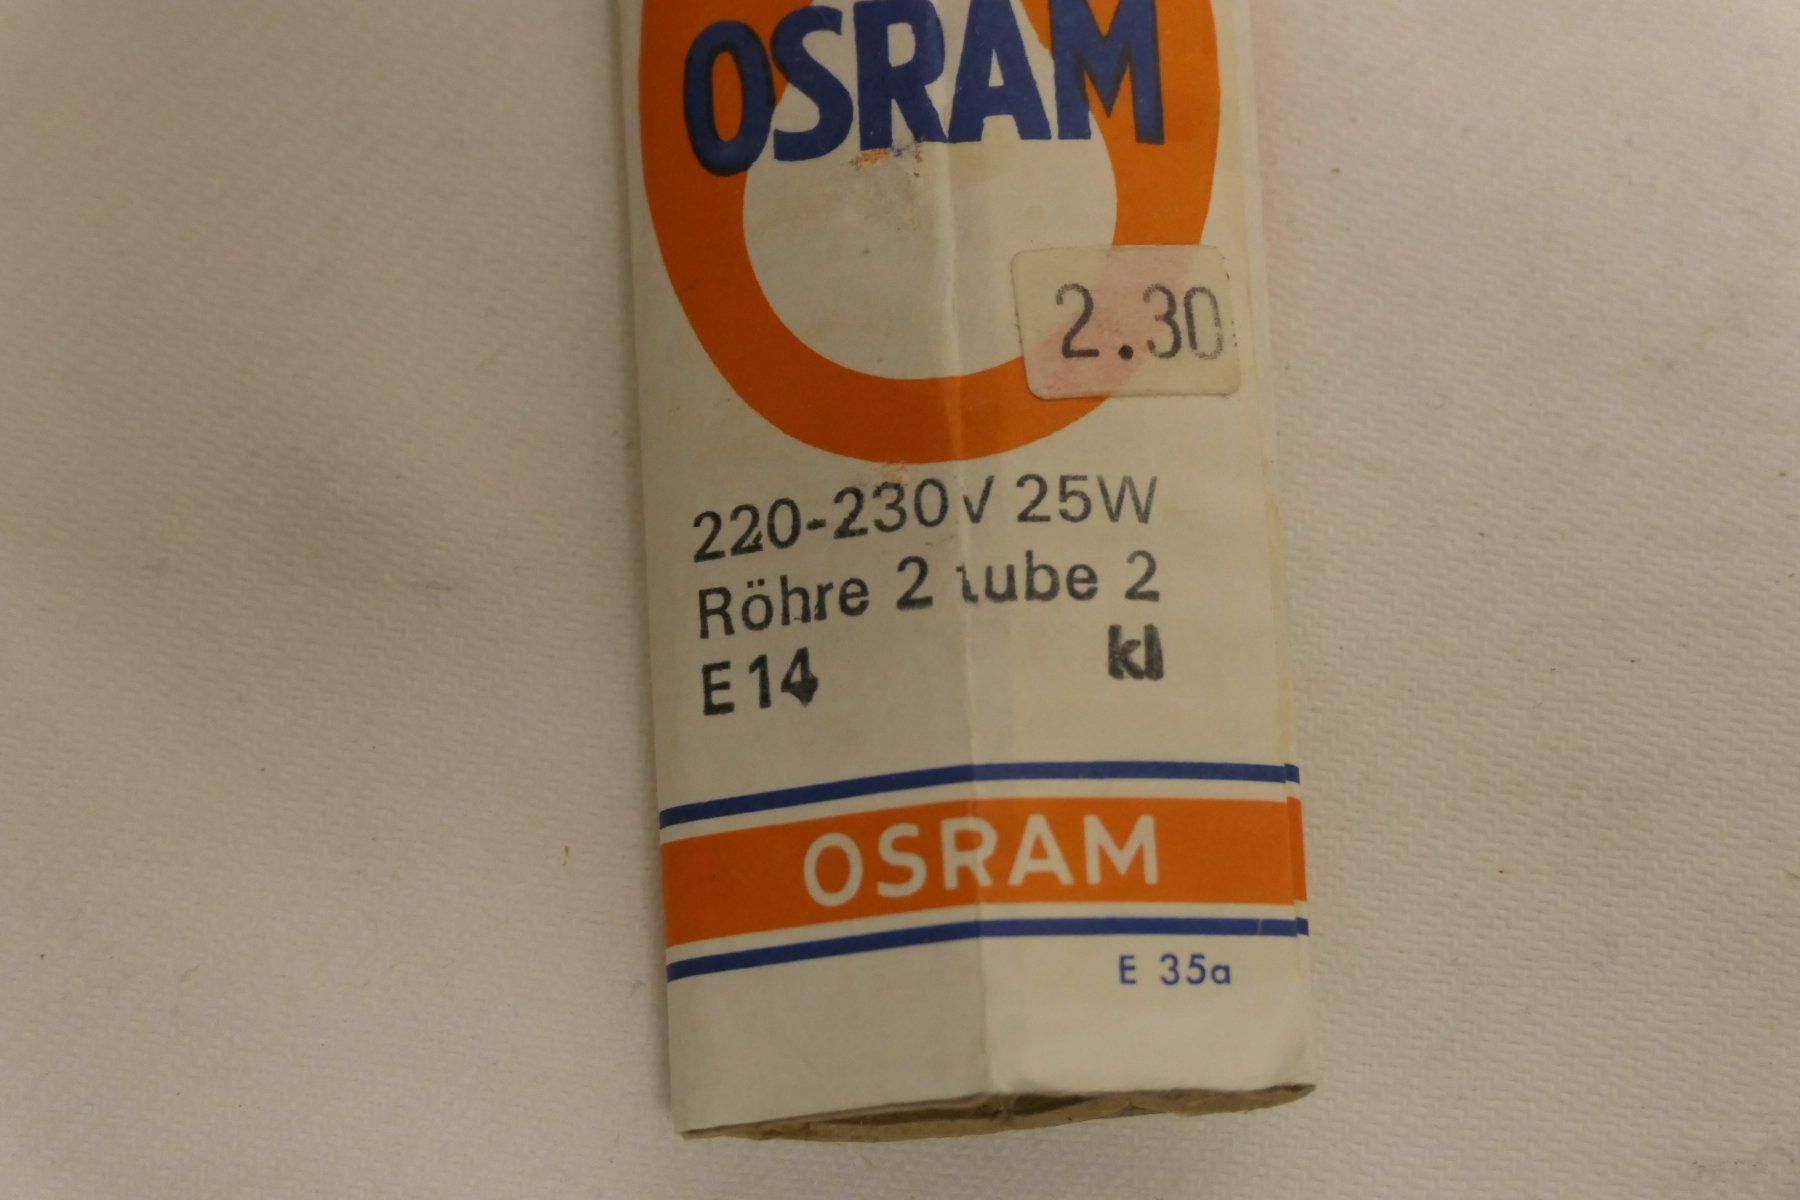 OSRAM
2.30
220-230V 25W
Röhre 2 tube 2
E14 kl
OSRAM
E 35a